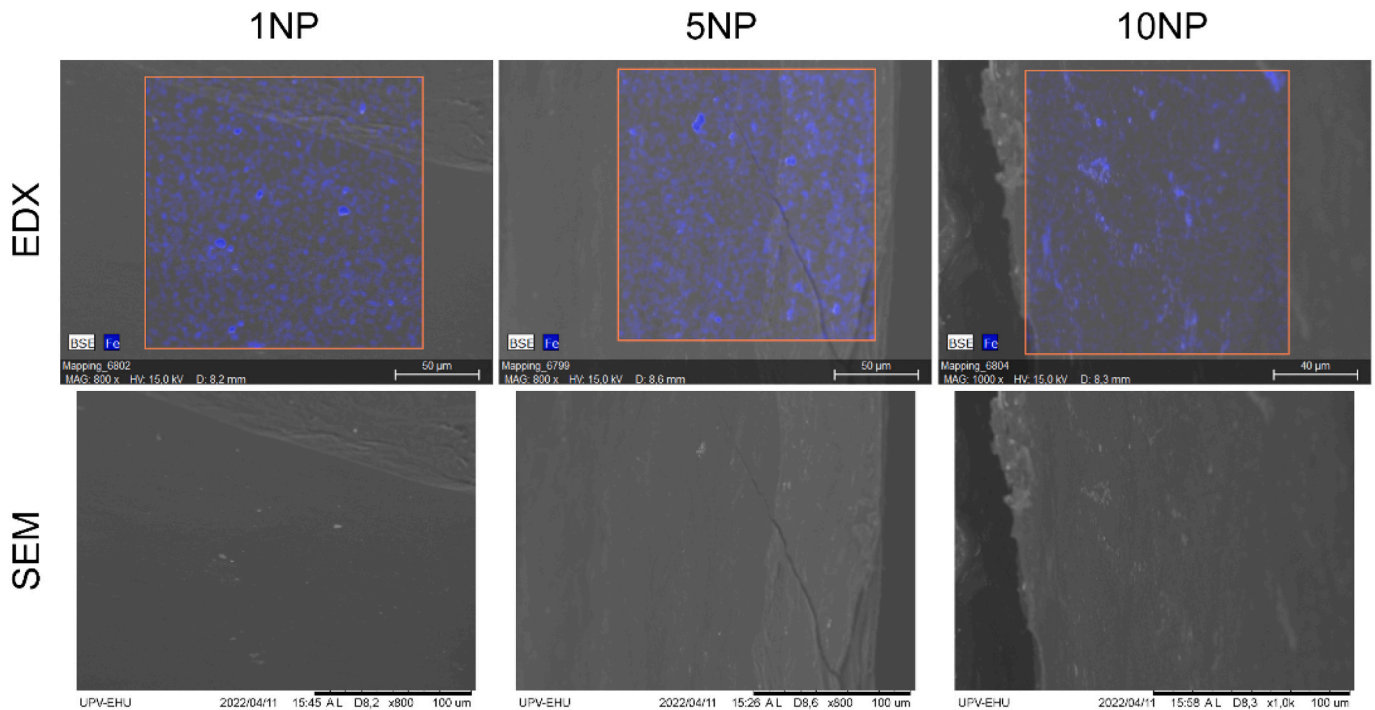 1NP 5NP 10NP
EDX
BSE Fe
Mapping_6802
MAG: 800 x HV: 15,0 kV D: 8,2 mm 50 µm
BSE Fe
Mapping_6799
MAG: 800 x HV: 15,0 kV D: 8,6 mm 50 µm
BSE Fe
Mapping_6804
MAG: 1000 x HV: 15,0 kV D: 8,3 mm 40 µm
SEM
UPV-EHU 2022/04/11 15:45 A L D8,2 x800 100 um
UPV-EHU 2022/04/11 15:26 A L D8,6 x800 100 um
UPV-EHU 2022/04/11 15:58 A L D8,3 x1,0k 100 um